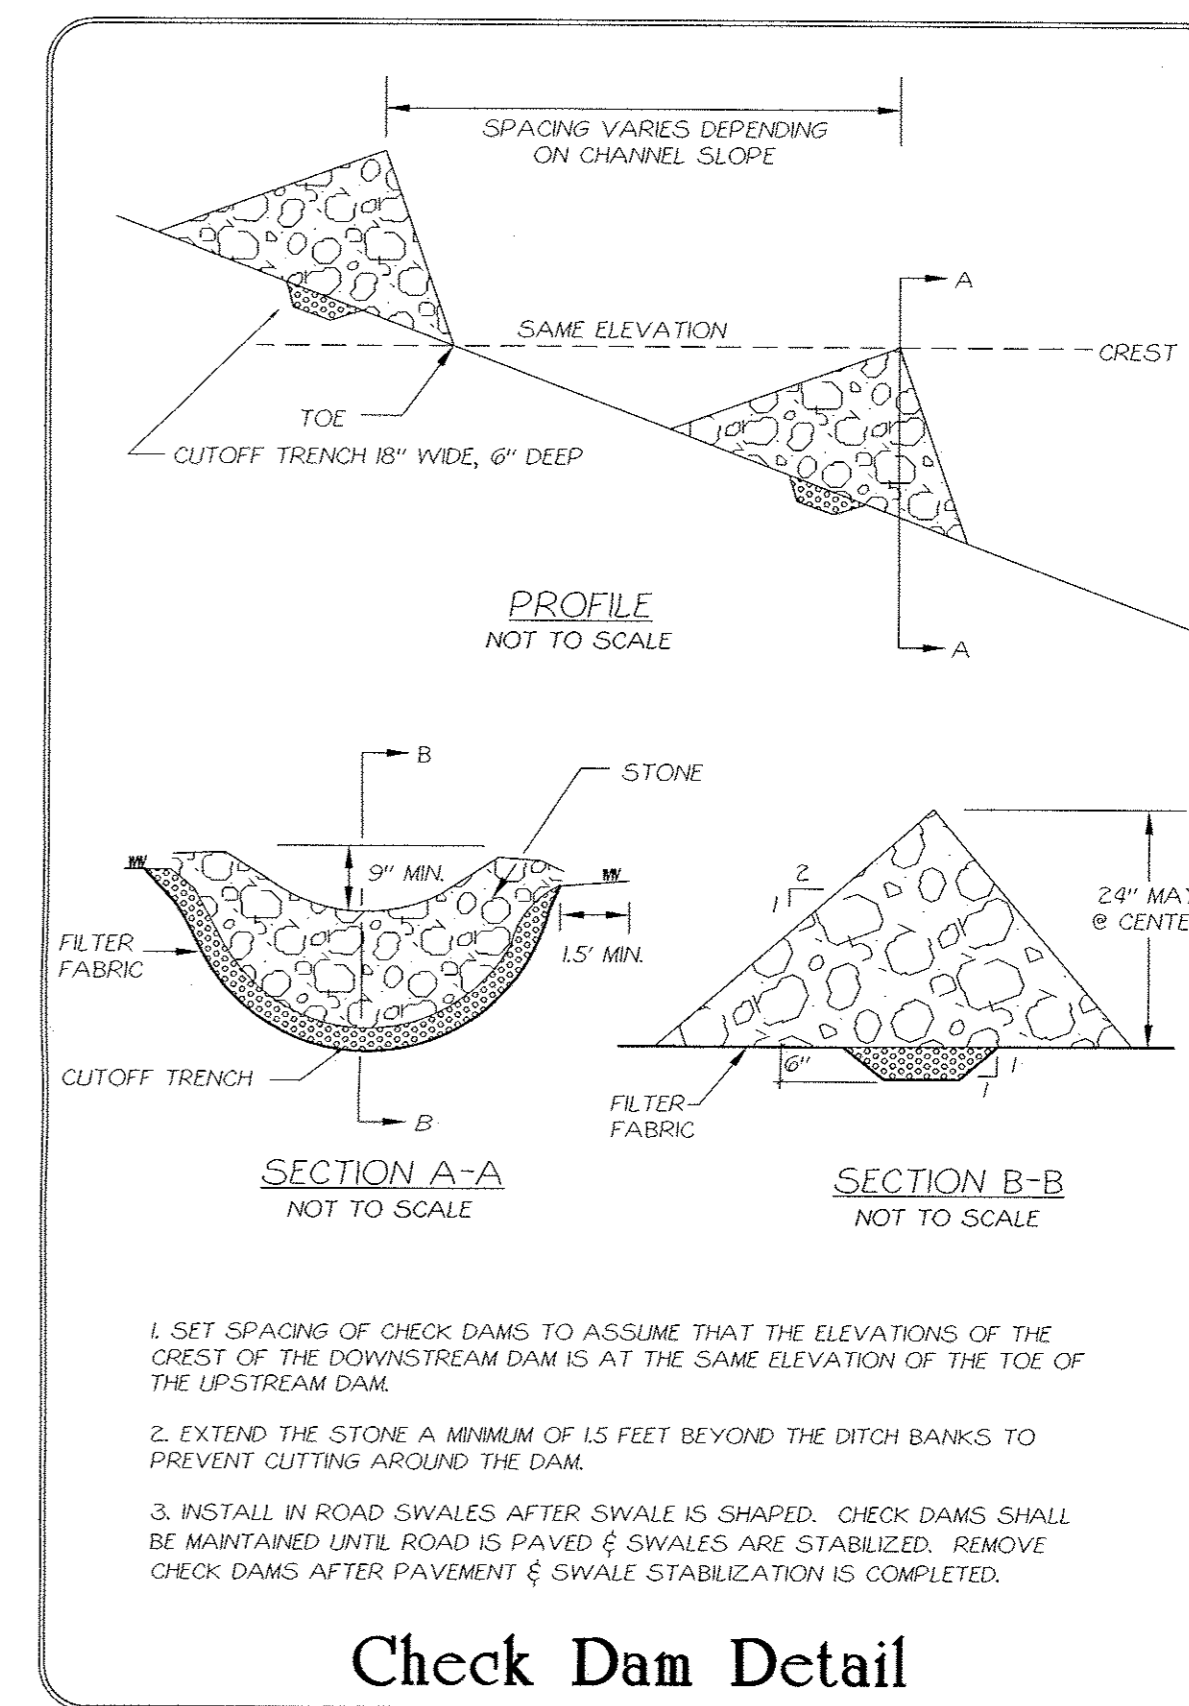 SPACING VARIES DEPENDING
ON CHANNEL SLOPE
A
SAME ELEVATION
CREST
TOE
CUTOFF TRENCH 18" WIDE, 6" DEEP
PROFILE
NOT TO SCALE
A
B
STONE
9" MIN.
FILTER
FABRIC
1.5' MIN.
CUTOFF TRENCH
B
SECTION A-A
NOT TO SCALE
2
1
24"
@
6"
1
1
FILTER
FABRIC
SECTION B-B
NOT TO SCALE
1. SET SPACING OF CHECK DAMS TO ASSUME THAT THE ELEVATIONS OF THE
CREST OF THE DOWNSTREAM DAM IS AT THE SAME ELEVATION OF THE TOE OF
THE UPSTREAM DAM.
2. EXTEND THE STONE A MINIMUM OF 1.5 FEET BEYOND THE DITCH BANKS TO
PREVENT CUTTING AROUND THE DAM.
3. INSTALL IN ROAD SWALES AFTER SWALE IS SHAPED. CHECK DAMS SHALL
BE MAINTAINED UNTIL ROAD IS PAVED & SWALES ARE STABILIZED. REMOVE
CHECK DAMS AFTER PAVEMENT & SWALE STABILIZATION IS COMPLETED.
Check Dam Detail